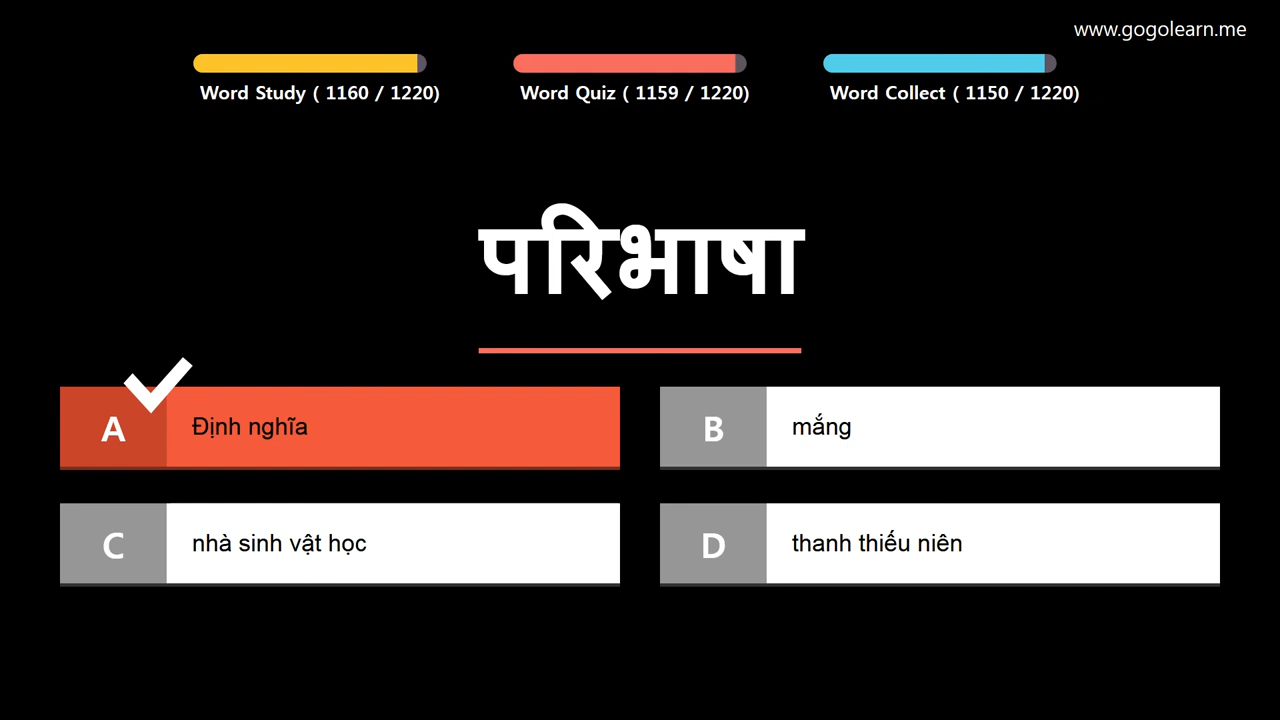 www.gogolearn.me
Word Study ( 1160 / 1220)
Word Quiz ( 1159 / 1220)
Word Collect ( 1150 / 1220)
परिभाषा
A
Định nghĩa
B
mắng
C
nhà sinh vật học
D
thanh thiếu niên